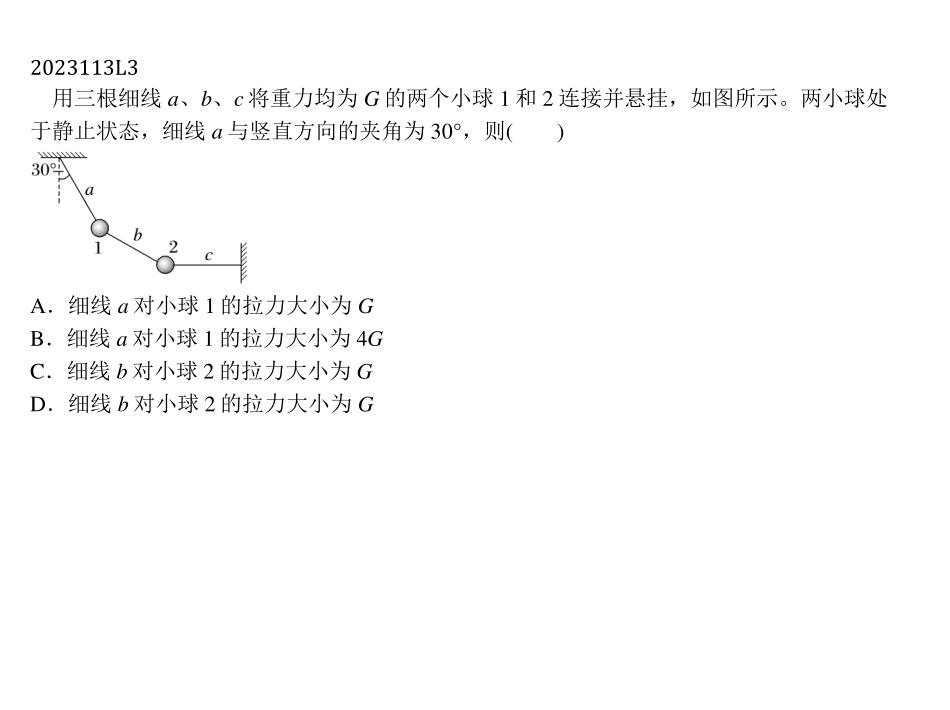 2023113L3
用三根细线 a、b、c 将重力均为 G 的两个小球 1 和 2 连接并悬挂，如图所示。两小球处
于静止状态，细线 a 与竖直方向的夹角为 30°，则(　　)
30°
a
b
1
2
c
A．细线 a 对小球 1 的拉力大小为 G
B．细线 a 对小球 1 的拉力大小为 4G
C．细线 b 对小球 2 的拉力大小为 G
D．细线 b 对小球 2 的拉力大小为 G